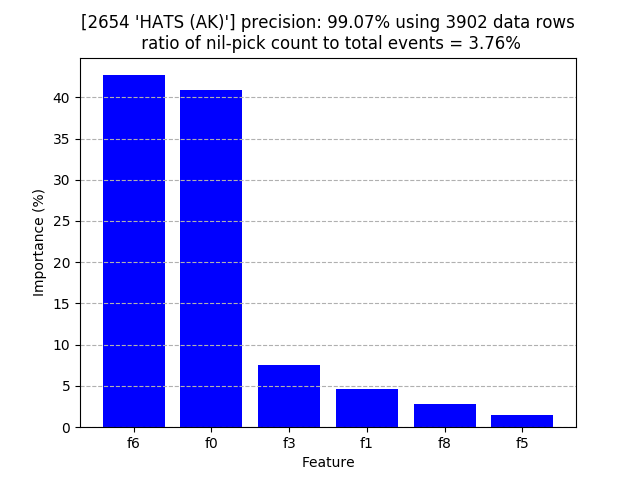 [2654 'HATS (AK)'] precision: 99.07% using 3902 data rows
ratio of nil-pick count to total events = 3.76%
Importance (%)
40
35
30
25
20
15
10
5
0
f6 f0 f3 f1 f8 f5
Feature